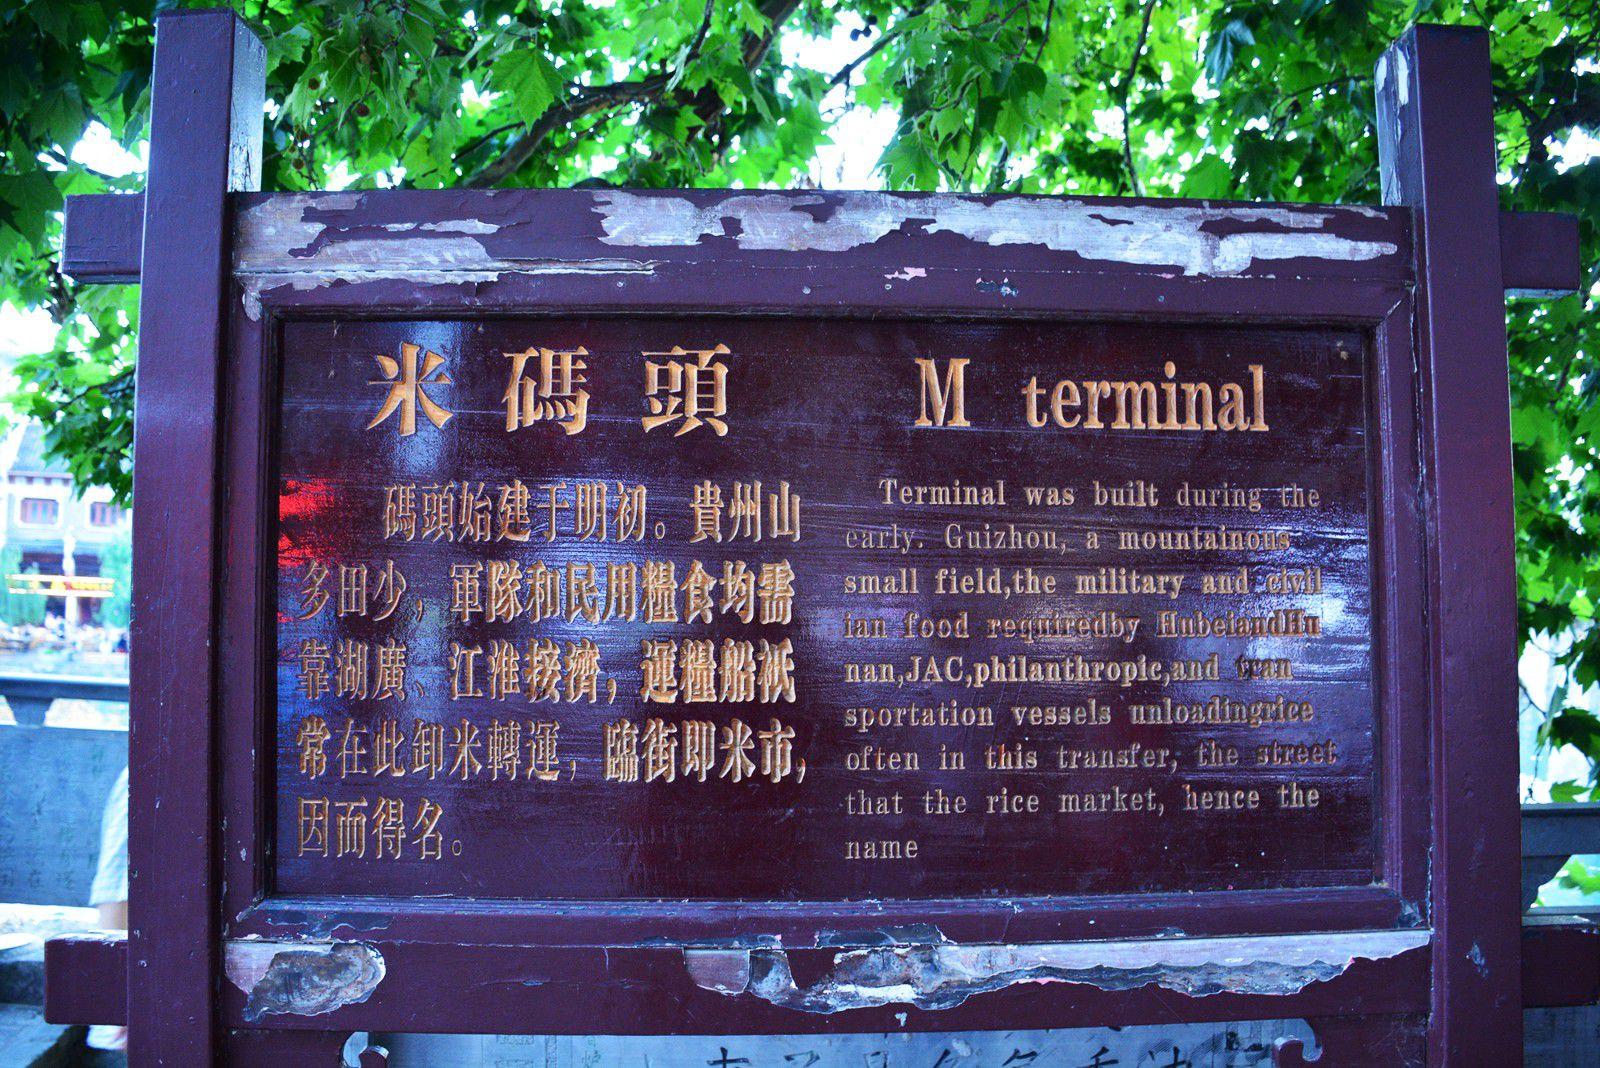 米碼頭
碼頭始建于明初。貴州山
多田少，軍隊和民用糧食均需
靠湖廣、江淮接濟，運糧船衹
常在此卸米轉運，臨街即米市，
因而得名。
M terminal
Terminal was built during the
early. Guizhou, a mountainous
small field,the military and civil
ian food requiredby HubeiandHu
nan,JAC,philanthropic,and tran
sportation vessels unloadingrice
often in this transfer, the street
that the rice market, hence the
name